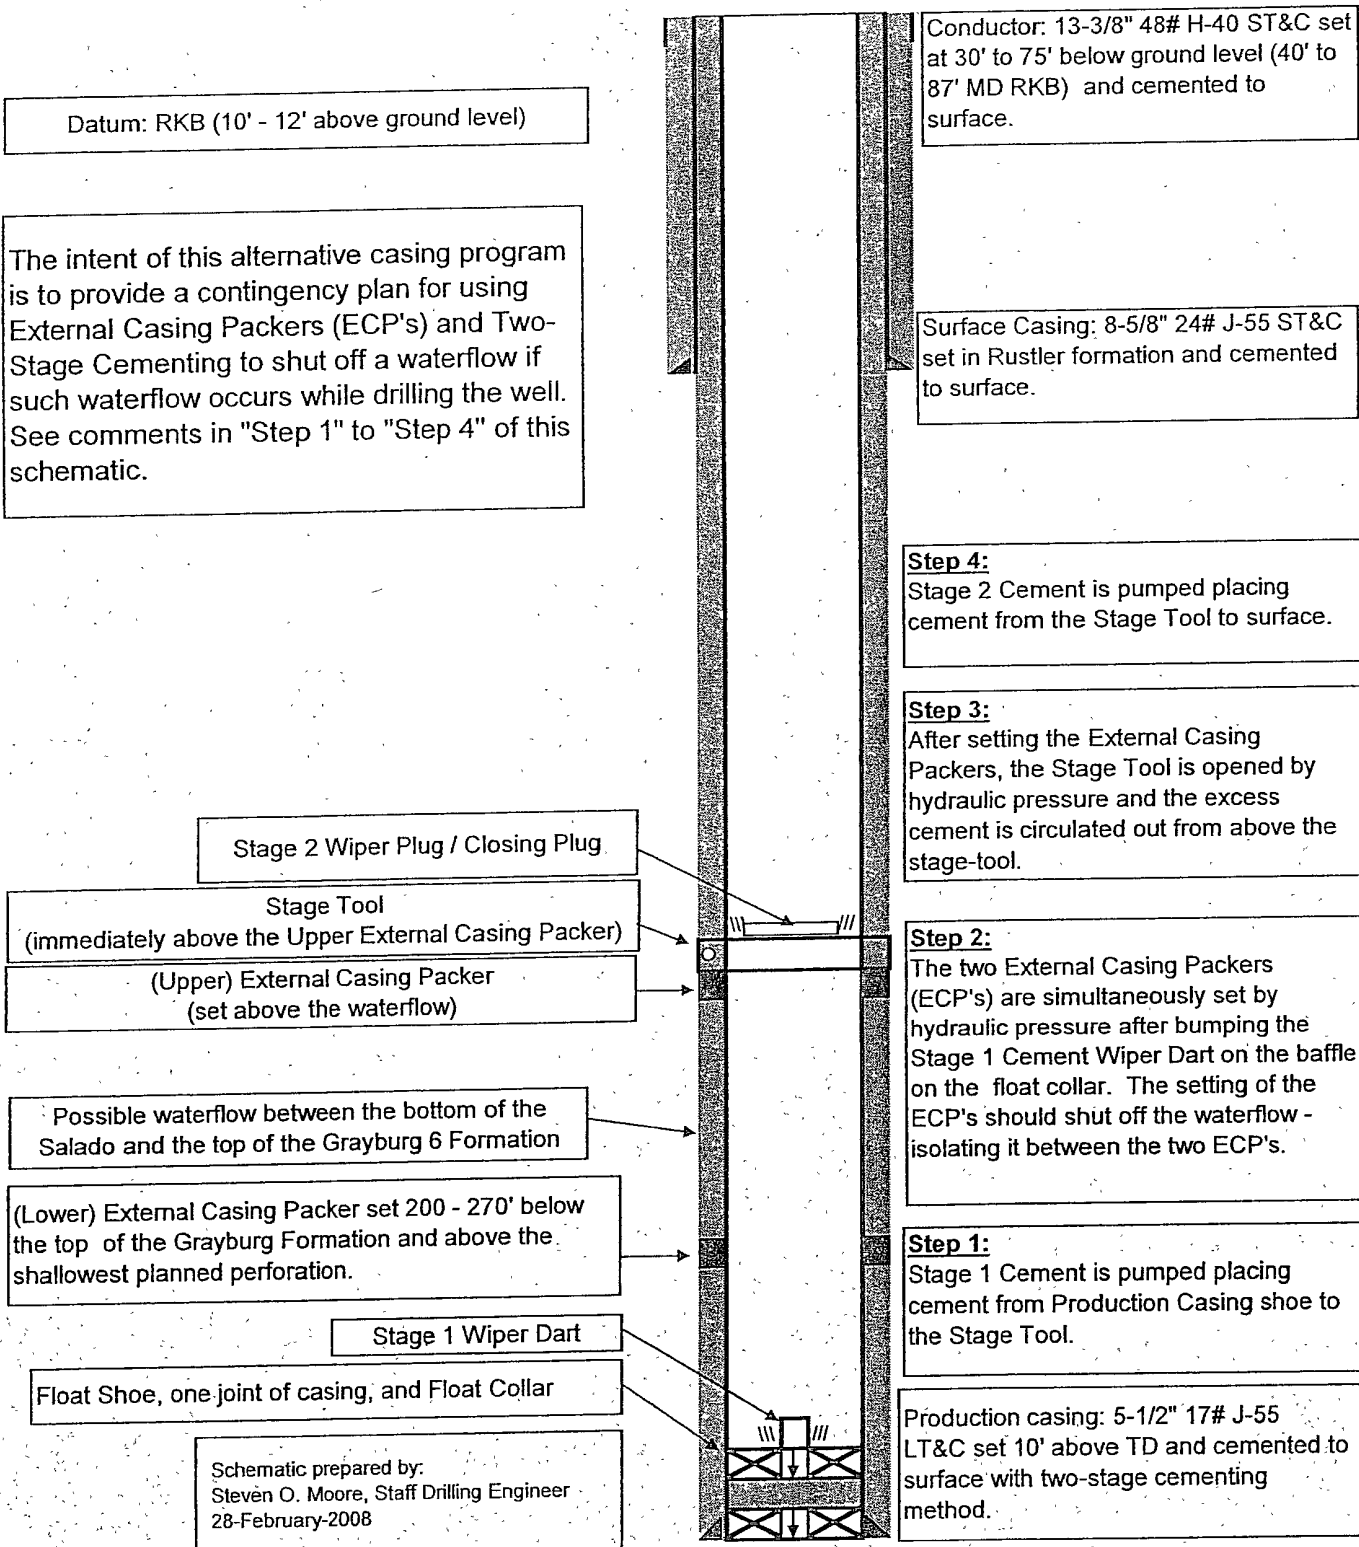 Datum: RKB (10' - 12' above ground level)
The intent of this alternative casing program
is to provide a contingency plan for using
External Casing Packers (ECP's) and Two-
Stage Cementing to shut off a waterflow if
such waterflow occurs while drilling the well.
See comments in "Step 1" to "Step 4" of this
schematic.
Conductor: 13-3/8" 48# H-40 ST&C set
at 30' to 75' below ground level (40' to
87' MD RKB) and cemented to
surface.
Surface Casing: 8-5/8" 24# J-55 ST&C
set in Rustler formation and cemented
to surface.
Step 4:
Stage 2 Cement is pumped placing
cement from the Stage Tool to surface.
Step 3:
After setting the External Casing
Packers, the Stage Tool is opened by
hydraulic pressure and the excess
cement is circulated out from above the
stage-tool.
Stage 2 Wiper Plug / Closing Plug
Stage Tool
(immediately above the Upper External Casing Packer)
(Upper) External Casing Packer
(set above the waterflow)
Step 2:
The two External Casing Packers
(ECP's) are simultaneously set by
hydraulic pressure after bumping the
Stage 1 Cement Wiper Dart on the baffle
on the float collar. The setting of the
ECP's should shut off the waterflow -
isolating it between the two ECP's.
Possible waterflow between the bottom of the
Salado and the top of the Grayburg 6 Formation
(Lower) External Casing Packer set 200 - 270' below
the top of the Grayburg Formation and above the
shallowest planned perforation.
Step 1:
Stage 1 Cement is pumped placing
cement from Production Casing shoe to
the Stage Tool.
Stage 1 Wiper Dart
Float Shoe, one joint of casing, and Float Collar
Production casing: 5-1/2" 17# J-55
LT&C set 10' above TD and cemented to
surface with two-stage cementing
method.
Schematic prepared by:
Steven O. Moore, Staff Drilling Engineer
28-February-2008